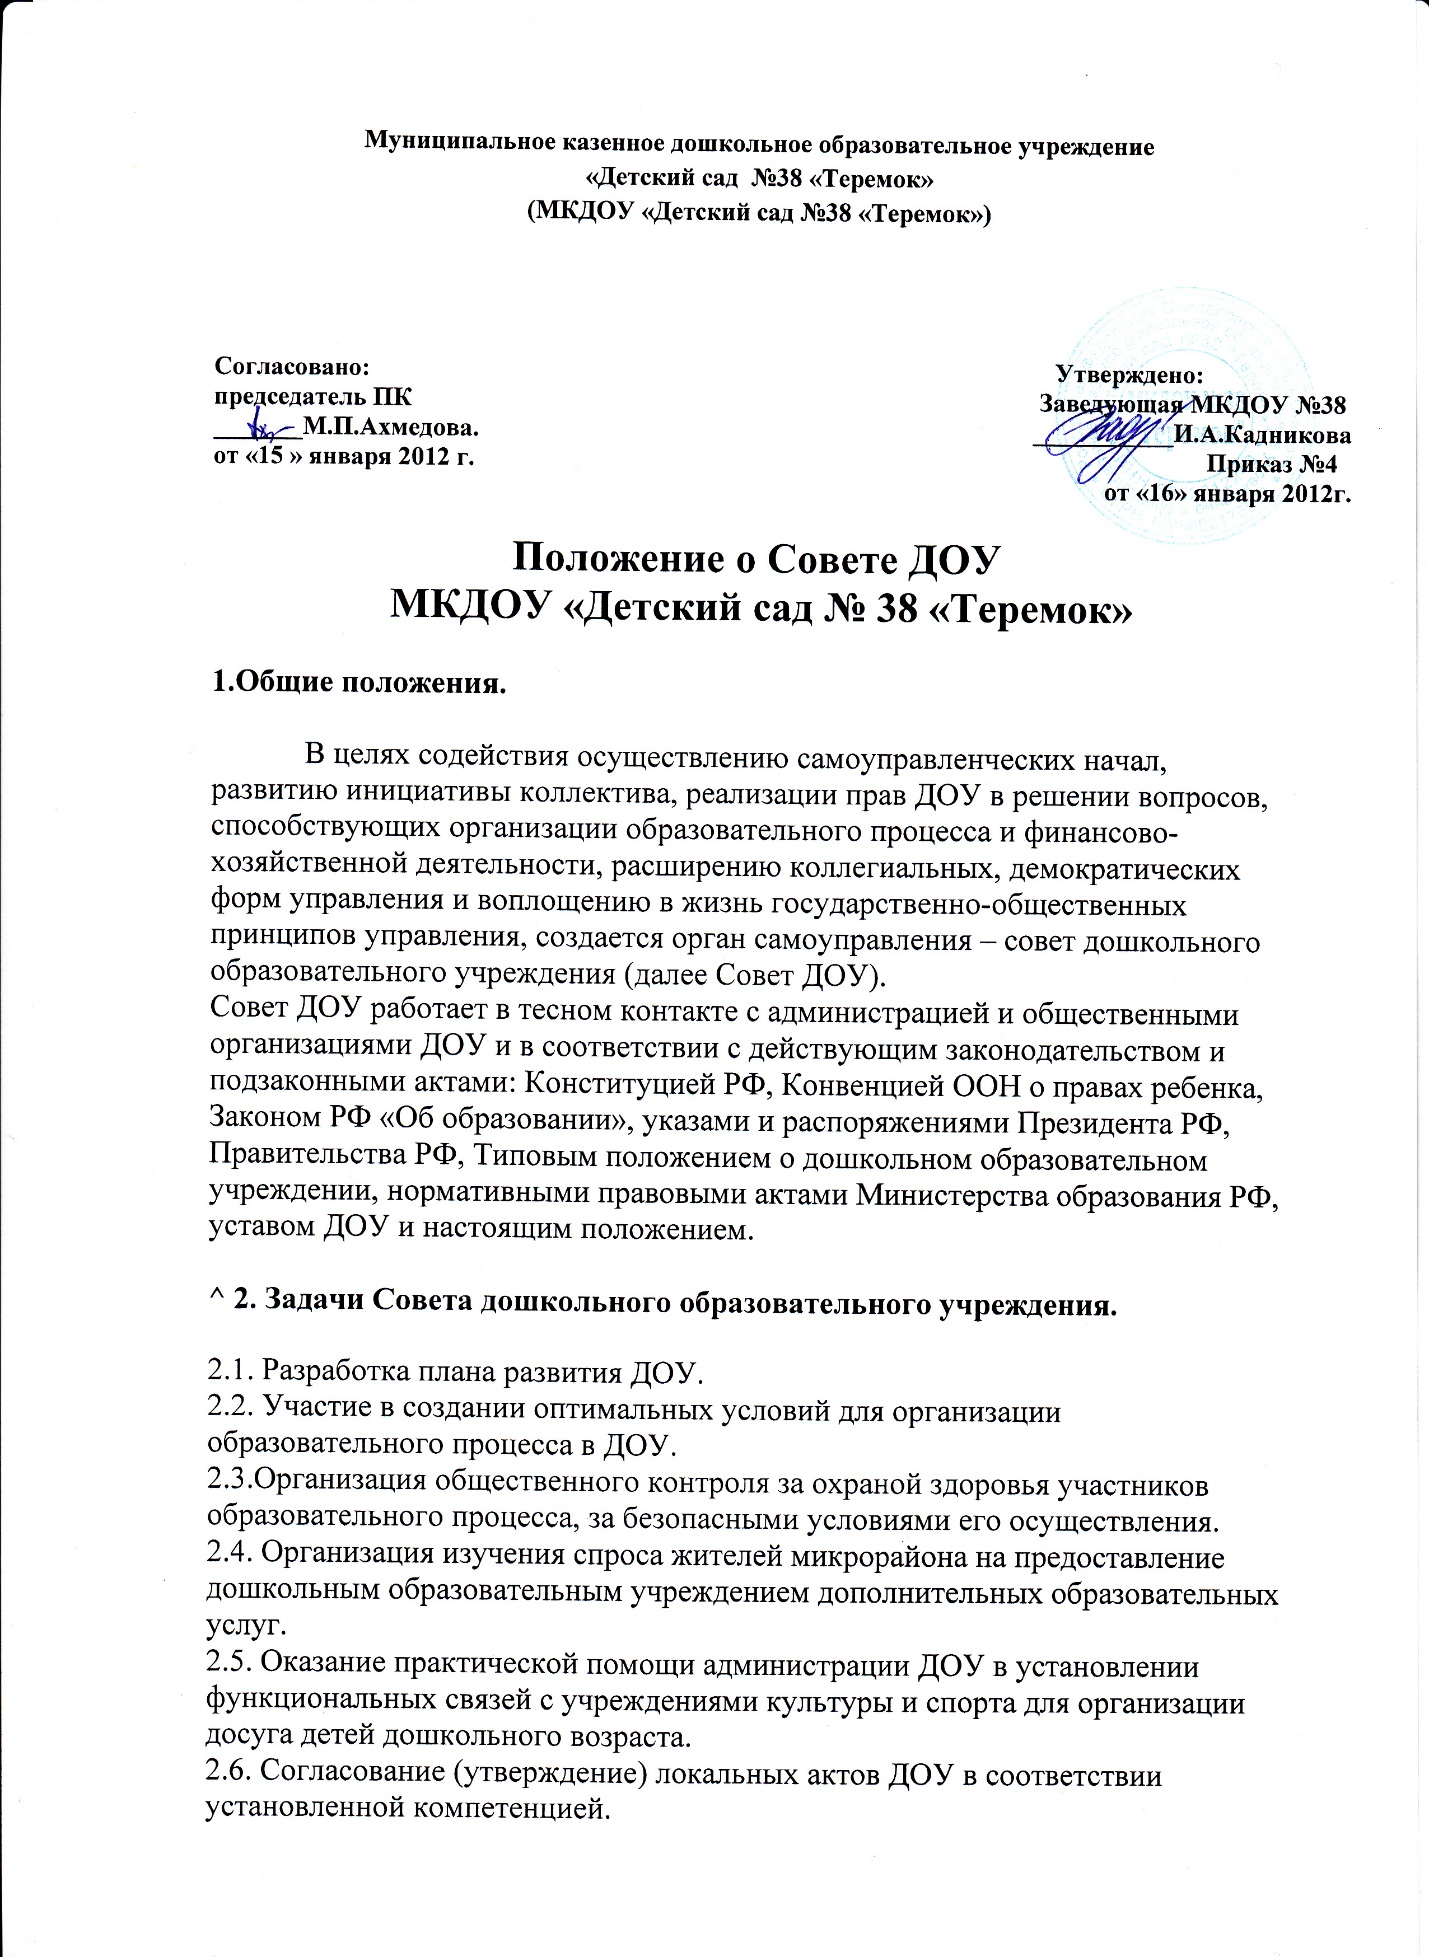 Муниципальное казенное дошкольное образовательное учреждение
«Детский сад №38 «Теремок»
(МКДОУ «Детский сад №38 «Теремок»)
Согласовано:
председатель ПК
_______М.П.Ахмедова.
от «15 » января 2012 г.
Утверждено:
Заведующая МКДОУ №38
___________И.А.Кадникова
Приказ №4
от «16» января 2012г.
Положение о Совете ДОУ
МКДОУ «Детский сад № 38 «Теремок»
1.Общие положения.
В целях содействия осуществлению самоуправленческих начал,
развитию инициативы коллектива, реализации прав ДОУ в решении вопросов,
способствующих организации образовательного процесса и финансово-
хозяйственной деятельности, расширению коллегиальных, демократических
форм управления и воплощению в жизнь государственно-общественных
принципов управления, создается орган самоуправления – совет дошкольного
образовательного учреждения (далее Совет ДОУ).
Совет ДОУ работает в тесном контакте с администрацией и общественными
организациями ДОУ и в соответствии с действующим законодательством и
подзаконными актами: Конституцией РФ, Конвенцией ООН о правах ребенка,
Законом РФ «Об образовании», указами и распоряжениями Президента РФ,
Правительства РФ, Типовым положением о дошкольном образовательном
учреждении, нормативными правовыми актами Министерства образования РФ,
уставом ДОУ и настоящим положением.
^ 2. Задачи Совета дошкольного образовательного учреждения.
2.1. Разработка плана развития ДОУ.
2.2. Участие в создании оптимальных условий для организации
образовательного процесса в ДОУ.
2.3.Организация общественного контроля за охраной здоровья участников
образовательного процесса, за безопасными условиями его осуществления.
2.4. Организация изучения спроса жителей микрорайона на предоставление
дошкольным образовательным учреждением дополнительных образовательных
услуг.
2.5. Оказание практической помощи администрации ДОУ в установлении
функциональных связей с учреждениями культуры и спорта для организации
досуга детей дошкольного возраста.
2.6. Согласование (утверждение) локальных актов ДОУ в соответствии
установленной компетенцией.